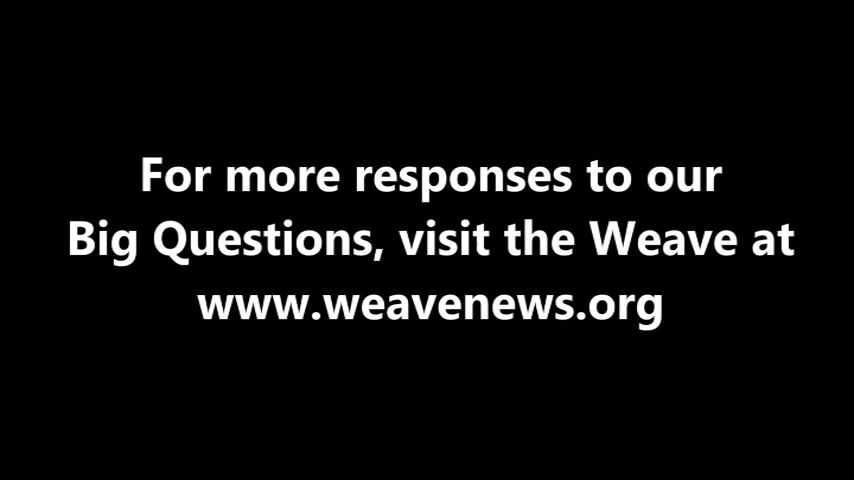 For more responses to our
Big Questions, visit the Weave at
www.weavenews.org